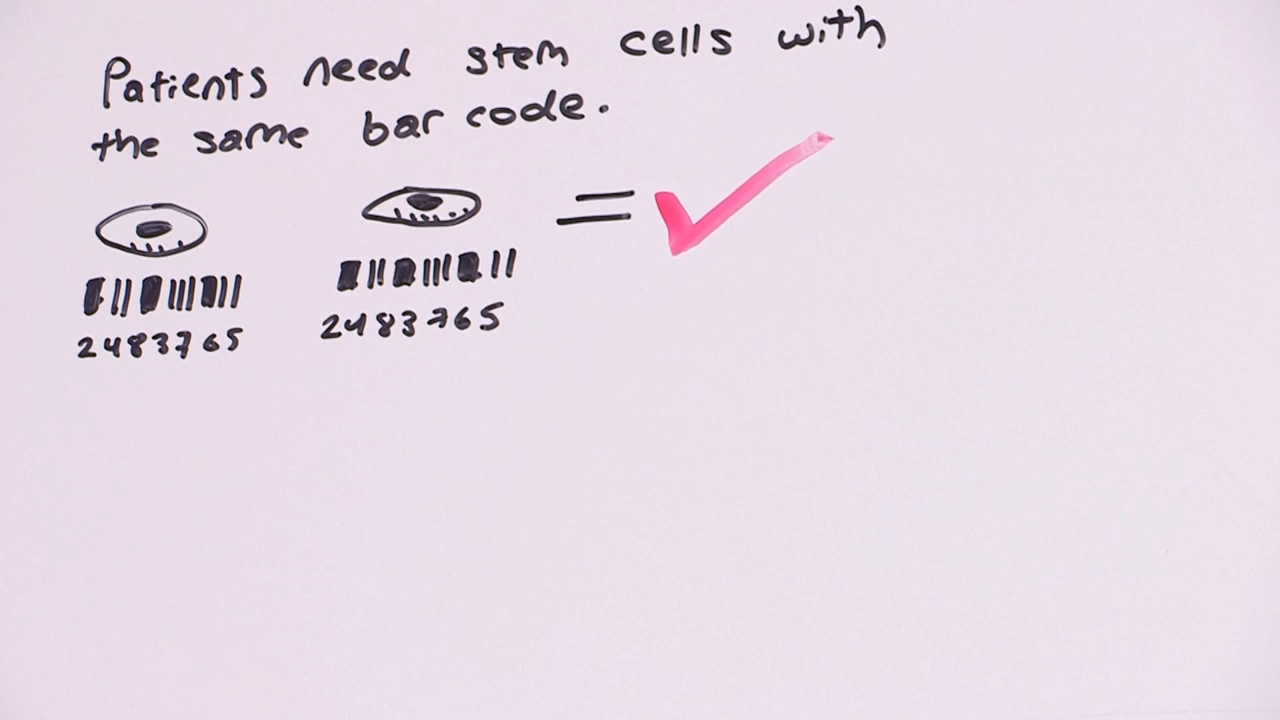 Patients need stem cells with
the same bar code.
=
2483765 2483765